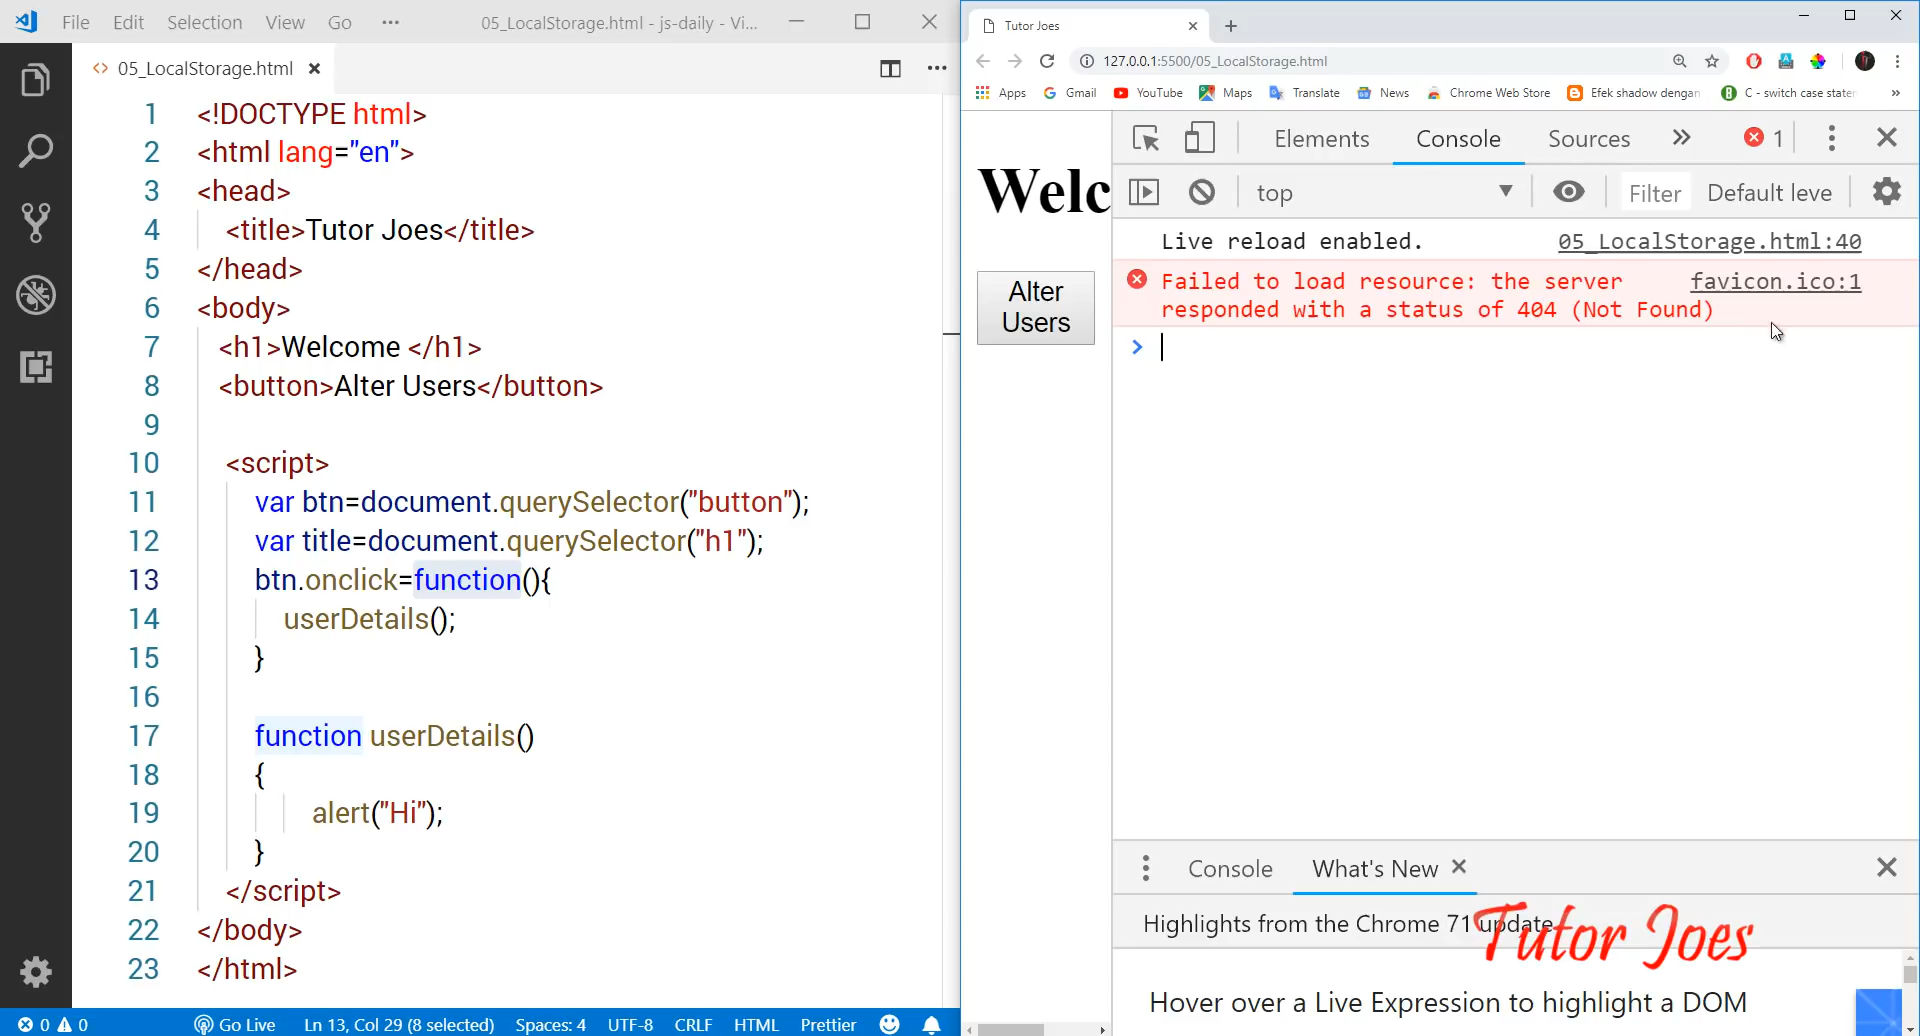 File Edit Selection View Go ··· 05_LocalStorage.html - js-daily - Vi...
05_LocalStorage.html
1 <!DOCTYPE html>
2 <html lang="en">
3 <head>
4 <title>Tutor Joes</title>
5 </head>
6 <body>
7 <h1>Welcome </h1>
8 <button>Alter Users</button>
9
10 <script>
11 var btn=document.querySelector("button");
12 var title=document.querySelector("h1");
13 btn.onclick=function(){
14 userDetails();
15 }
16
17 function userDetails()
18 {
19 alert("Hi");
20 }
21 </script>
22 </body>
23 </html>
0 0 Go Live Ln 13, Col 29 (8 selected) Spaces: 4 UTF-8 CRLF HTML Prettier
Tutor Joes
127.0.0.1:5500/05_LocalStorage.html
Apps Gmail YouTube Maps Translate News Chrome Web Store Efek shadow dengan C - switch case stater »
Welc
Alter
Users
Elements Console Sources » 1
top Filter Default leve
Live reload enabled. 05_LocalStorage.html:40
Failed to load resource: the server favicon.ico:1
responded with a status of 404 (Not Found)
>
Console What's New
Highlights from the Chrome 71 update
Tutor Joes
Hover over a Live Expression to highlight a DOM